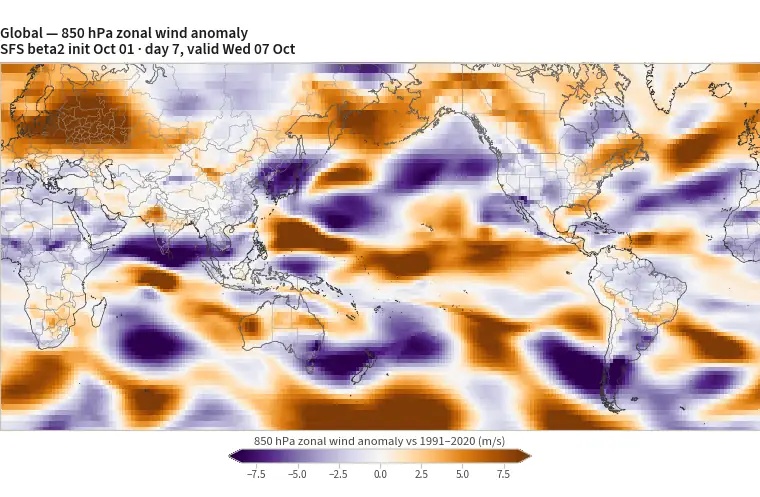 Global — 850 hPa zonal wind anomaly
SFS beta2 init Oct 01 · day 7, valid Wed 07 Oct
850 hPa zonal wind anomaly vs 1991–2020 (m/s)
−7.5 −5.0 −2.5 0.0 2.5 5.0 7.5